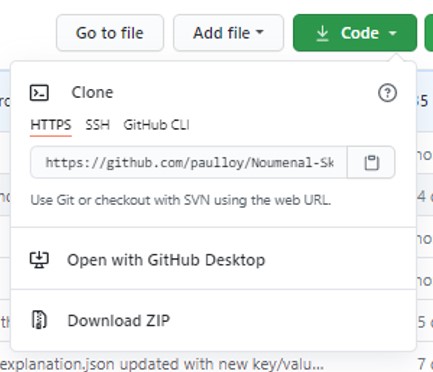 Go to file
Add file
Code
Clone
HTTPS SSH GitHub CLI
https://github.com/paulloy/Noumenal-Sk
Use Git or checkout with SVN using the web URL.
Open with GitHub Desktop
Download ZIP
explanation.json updated with new key/valu...
7